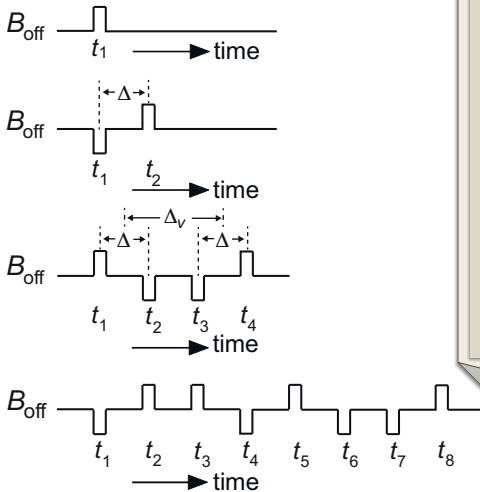 B_off
t_1 time
Δ
B_off
t_1 t_2
time
Δ_v
Δ Δ
B_off
t_1 t_2 t_3 t_4
time
B_off
t_1 t_2 t_3 t_4 t_5 t_6 t_7 t_8
time